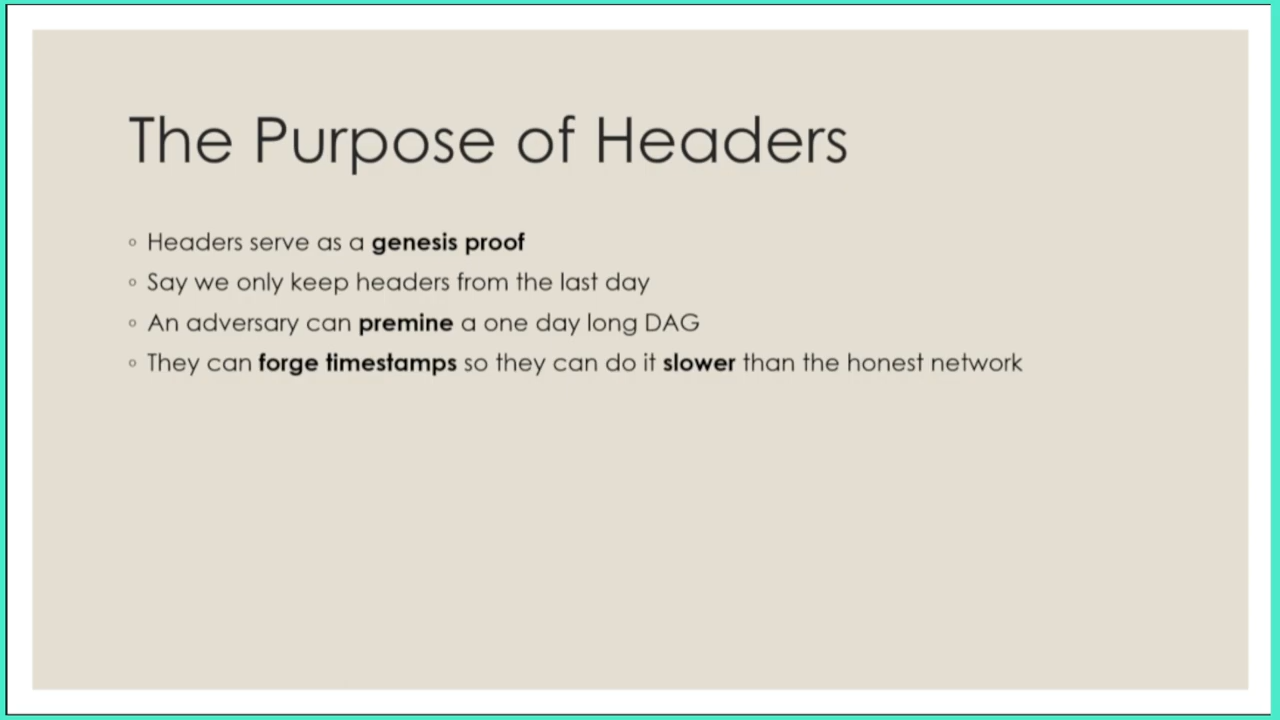 The Purpose of Headers
◦ Headers serve as a genesis proof
◦ Say we only keep headers from the last day
◦ An adversary can premine a one day long DAG
◦ They can forge timestamps so they can do it slower than the honest network